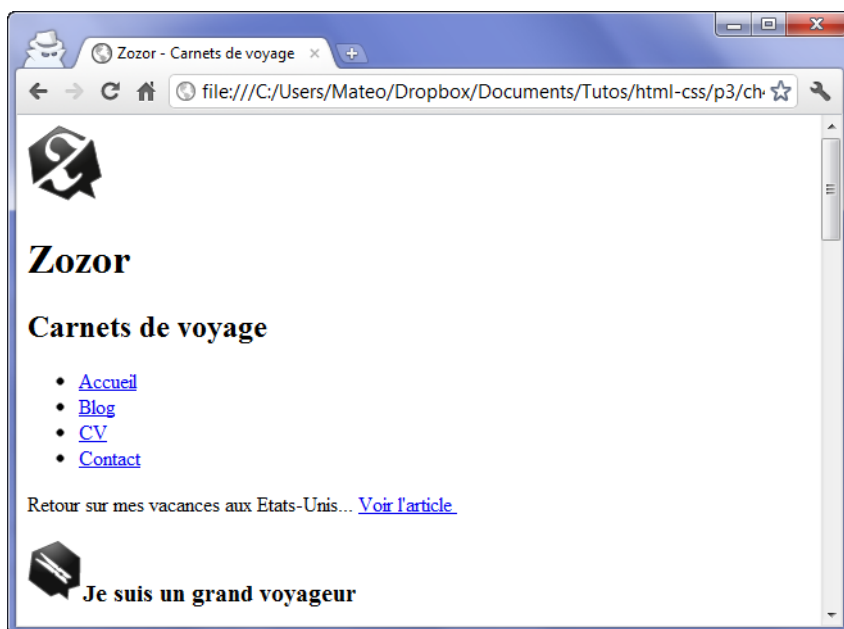 Zozor - Carnets de voyage
file:///C:/Users/Mateo/Dropbox/Documents/Tutos/html-css/p3/ch
Zozor
Carnets de voyage
Accueil
Blog
CV
Contact
Retour sur mes vacances aux Etats-Unis... Voir l'article
Je suis un grand voyageur